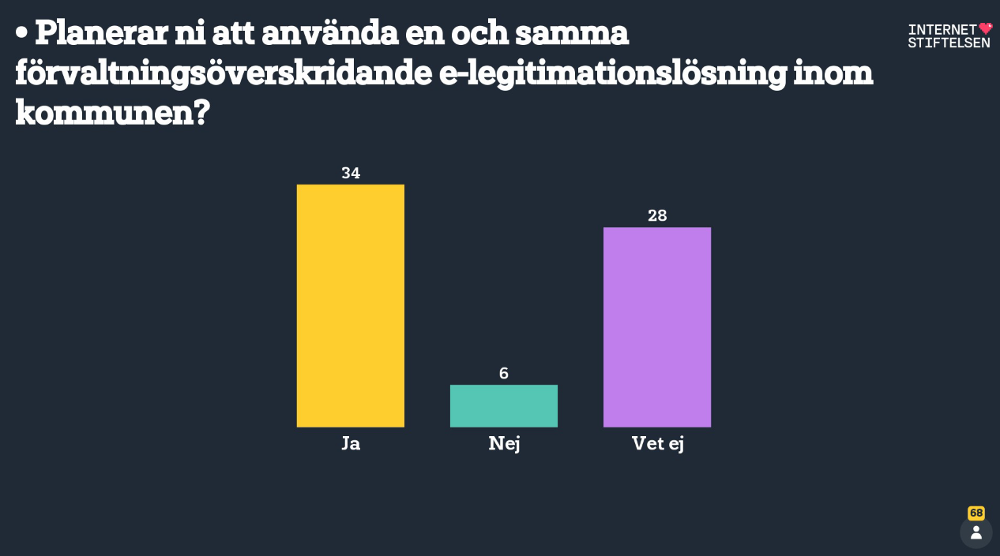 • Planerar ni att använda en och samma
förvaltningsöverskridande e-legitimationslösning inom
kommunen?
INTERNET
STIFTELSEN
34
28
6
Ja
Nej
Vet ej
68